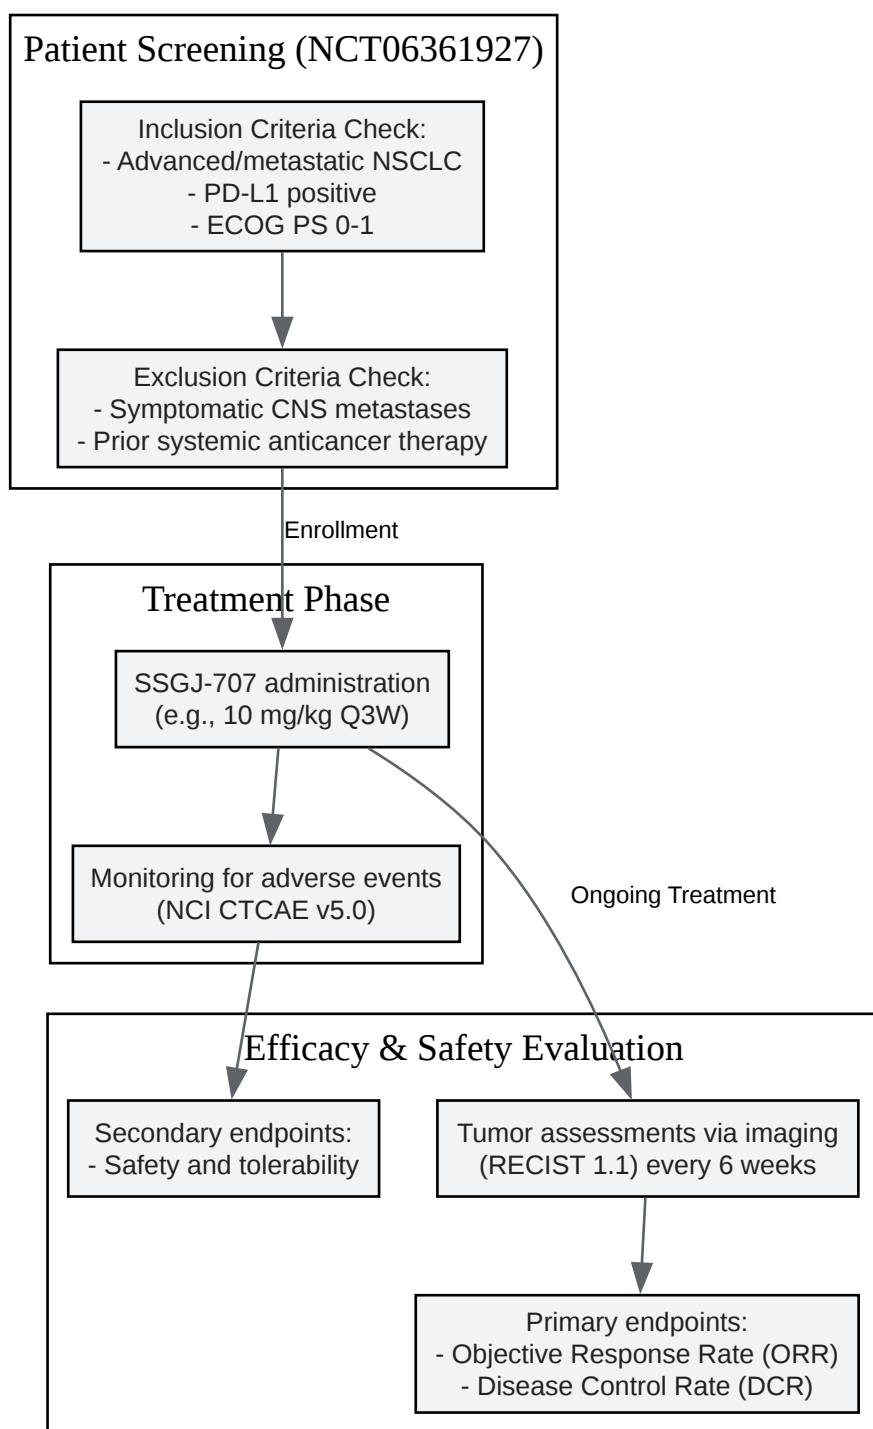 Patient Screening (NCT06361927)
Inclusion Criteria Check:
- Advanced/metastatic NSCLC
- PD-L1 positive
- ECOG PS 0-1
Exclusion Criteria Check:
- Symptomatic CNS metastases
- Prior systemic anticancer therapy
Enrollment
Treatment Phase
SSGJ-707 administration
(e.g., 10 mg/kg Q3W)
Monitoring for adverse events
(NCI CTCAE v5.0)
Ongoing Treatment
Efficacy & Safety Evaluation
Secondary endpoints:
- Safety and tolerability
Tumor assessments via imaging
(RECIST 1.1) every 6 weeks
Primary endpoints:
- Objective Response Rate (ORR)
- Disease Control Rate (DCR)